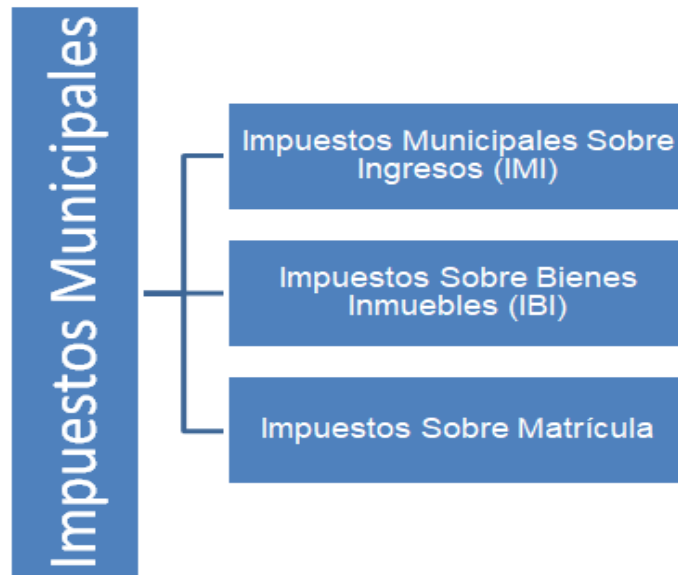 Impuestos Municipales
Impuestos Municipales Sobre
Ingresos (IMI)
Impuestos Sobre Bienes
Inmuebles (IBI)
Impuestos Sobre Matrícula